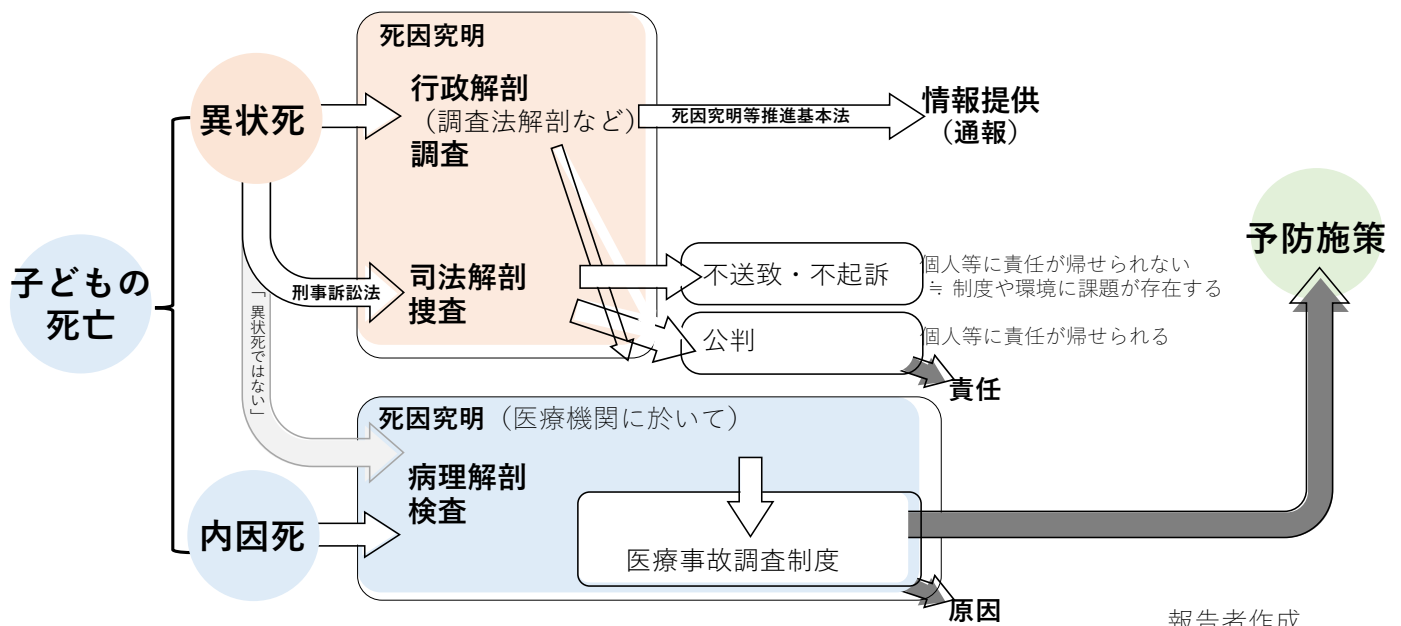 死因究明
行政解剖
（調査法解剖など）
調査
異状死
死因究明等推進基本法
情報提供
（通報）
子どもの
死亡
刑事訴訟法
司法解剖
捜査
不送致・不起訴
個人等に責任が帰せられない
≒ 制度や環境に課題が存在する
公判
個人等に責任が帰せられる
責任
予防施策
「異状死ではない」
死因究明（医療機関に於いて）
病理解剖
検査
内因死
医療事故調査制度
原因
報告者作成